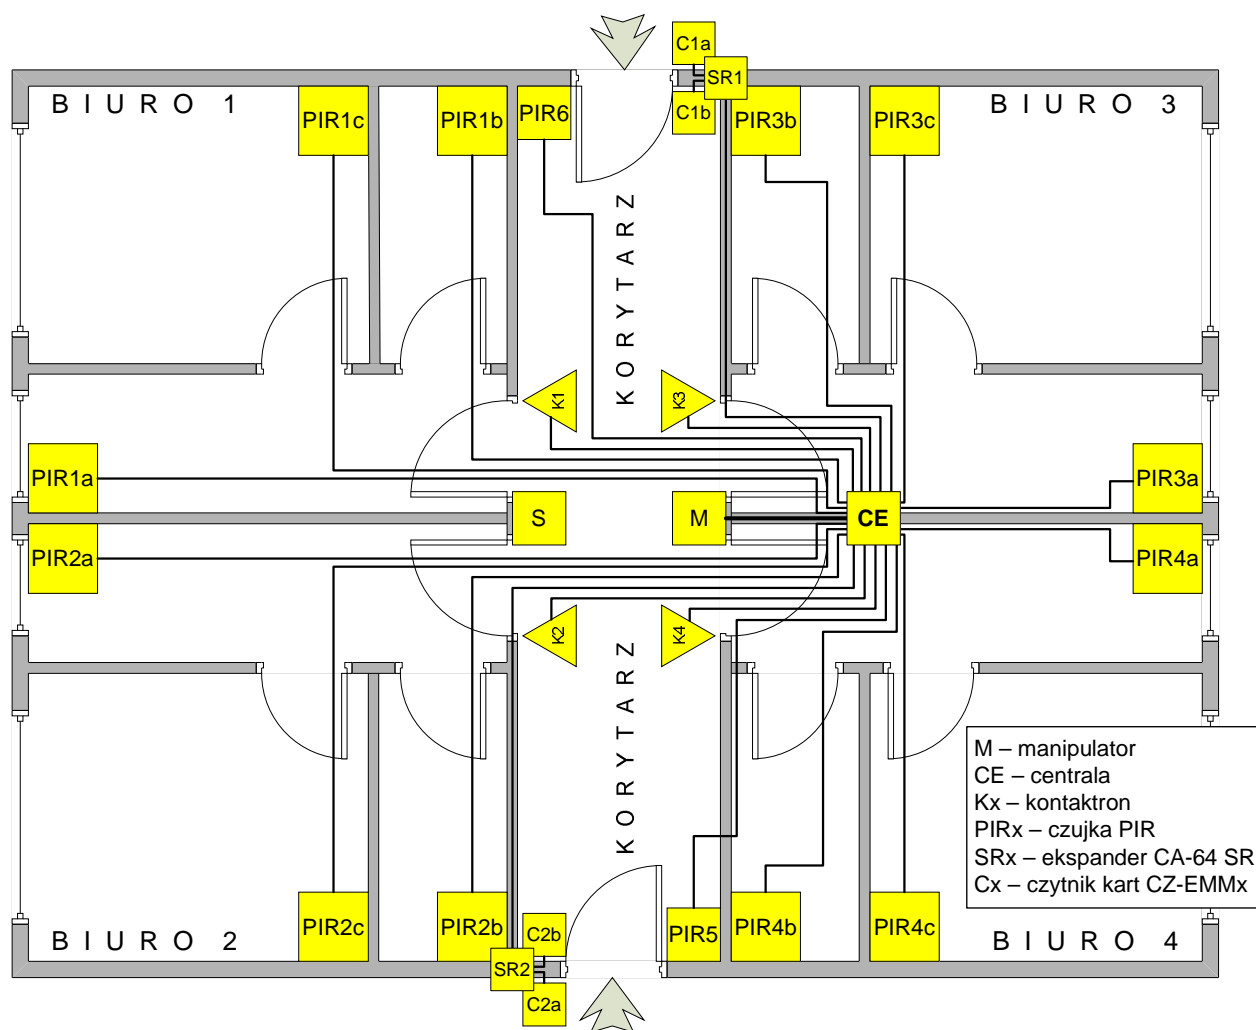 C1a
SR1
BIURO 1
PIR1c
PIR1b
PIR6
C1b
PIR3b
PIR3c
BIURO 3
KORYTARZ
K1
K3
PIR1a
S
M
CE
PIR3a
PIR2a
PIR4a
K2
K4
KORYTARZ
M – manipulator
CE – centrala
Kx – kontaktron
PIRx – czujka PIR
SRx – ekspander CA-64 SR
Cx – czytnik kart CZ-EMMx
BIURO 2
PIR2c
PIR2b
C2b
PIR5
PIR4b
PIR4c
BIURO 4
SR2
C2a